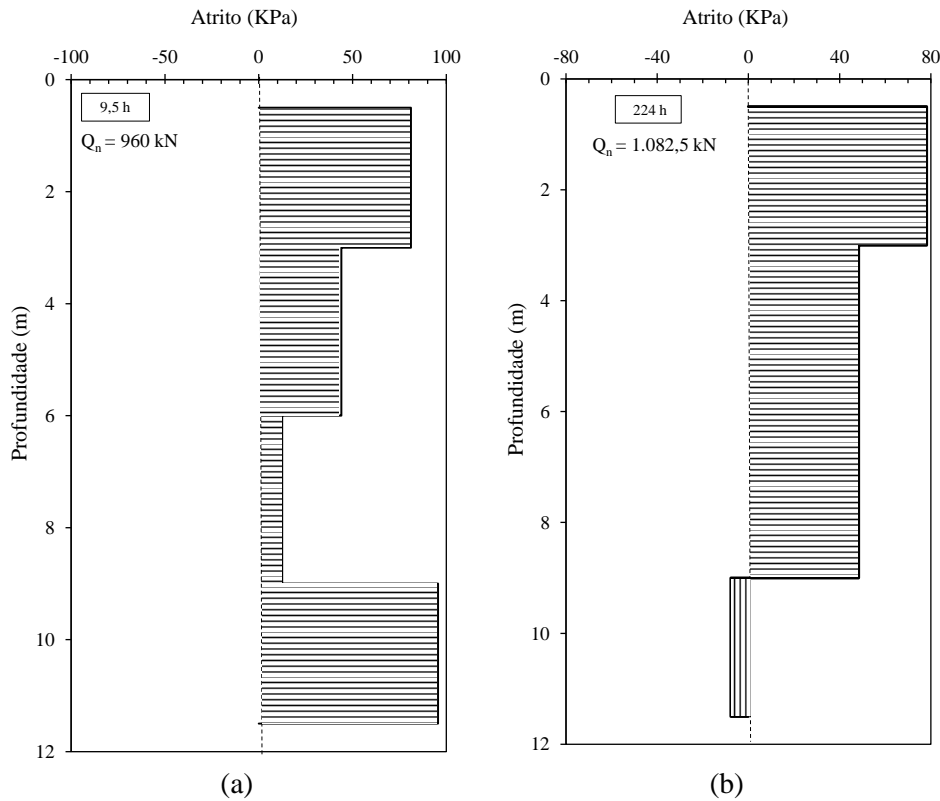 Atrito (KPa)
-100 -50 0 50 100
0
2
4
6
8
10
12
Profundidade (m)
9,5 h
Qn = 960 kN
(a)
Atrito (KPa)
-80 -40 0 40 80
0
2
4
6
8
10
12
Profundidade (m)
224 h
Qn = 1.082,5 kN
(b)